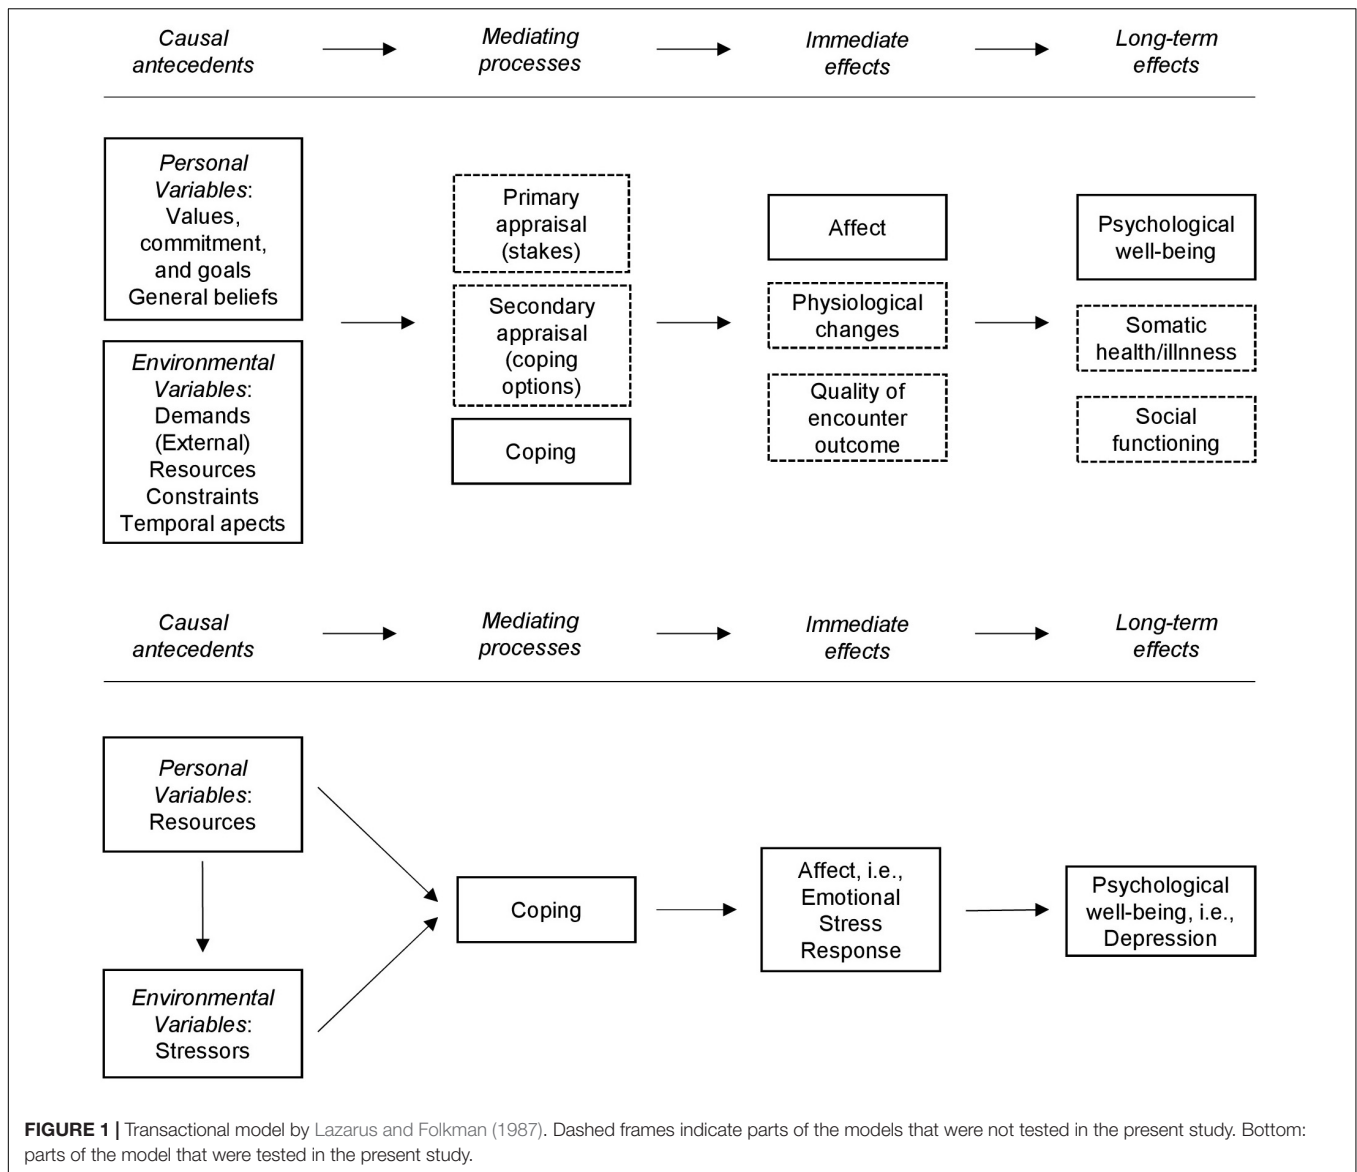 Causal
antecedents
Mediating
processes
Immediate
effects
Long-term
effects
Personal
Variables:
Values,
commitment,
and goals
General beliefs
Environmental
Variables:
Demands
(External)
Resources
Constraints
Temporal apects
Primary
appraisal
(stakes)
Secondary
appraisal
(coping
options)
Coping
Affect
Physiological
changes
Quality of
encounter
outcome
Psychological
well-being
Somatic
health/illnness
Social
functioning
Causal
antecedents
Mediating
processes
Immediate
effects
Long-term
effects
Personal
Variables:
Resources
Environmental
Variables:
Stressors
Coping
Affect, i.e.,
Emotional
Stress
Response
Psychological
well-being, i.e.,
Depression
FIGURE 1 | Transactional model by Lazarus and Folkman (1987). Dashed frames indicate parts of the models that were not tested in the present study. Bottom:
parts of the model that were tested in the present study.